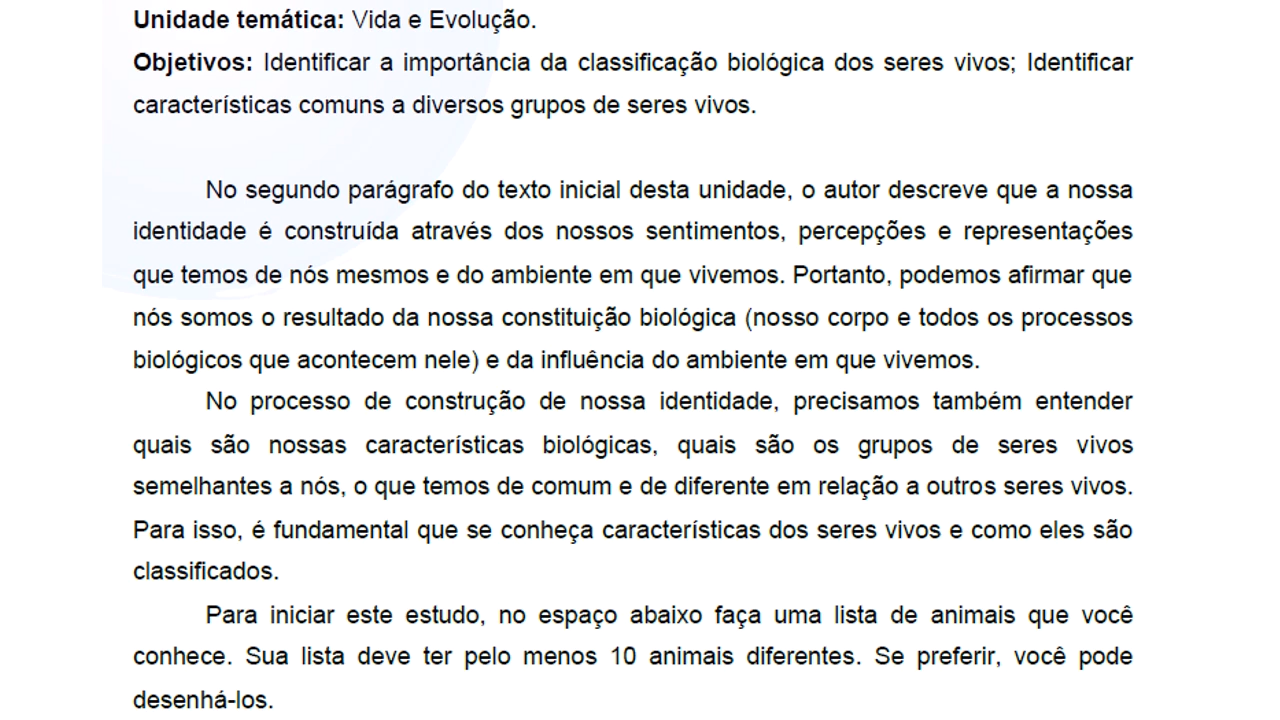 Unidade temática: Vida e Evolução.
Objetivos: Identificar a importância da classificação biológica dos seres vivos; Identificar
características comuns a diversos grupos de seres vivos.
No segundo parágrafo do texto inicial desta unidade, o autor descreve que a nossa
identidade é construída através dos nossos sentimentos, percepções e representações
que temos de nós mesmos e do ambiente em que vivemos. Portanto, podemos afirmar que
nós somos o resultado da nossa constituição biológica (nosso corpo e todos os processos
biológicos que acontecem nele) e da influência do ambiente em que vivemos.
No processo de construção de nossa identidade, precisamos também entender
quais são nossas características biológicas, quais são os grupos de seres vivos
semelhantes a nós, o que temos de comum e de diferente em relação a outros seres vivos.
Para isso, é fundamental que se conheça características dos seres vivos e como eles são
classificados.
Para iniciar este estudo, no espaço abaixo faça uma lista de animais que você
conhece. Sua lista deve ter pelo menos 10 animais diferentes. Se preferir, você pode
desenhá-los.